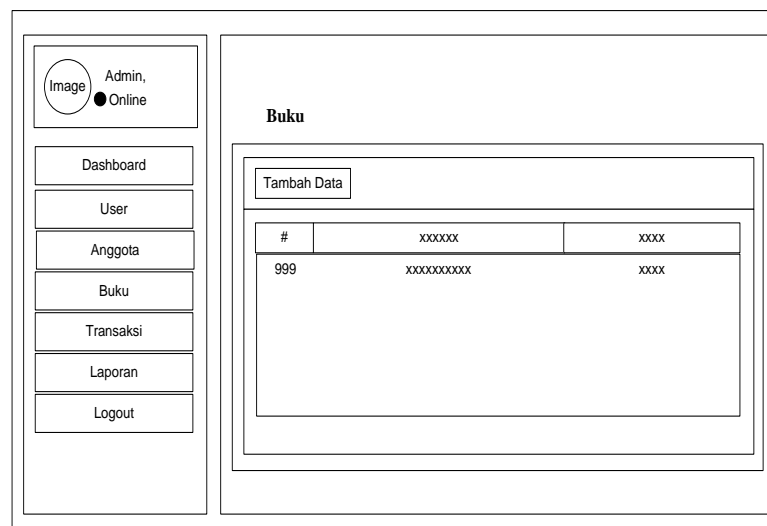 Image
Admin,
Online
Dashboard
User
Anggota
Buku
Transaksi
Laporan
Logout
Buku
Tambah Data
# xxxxxx xxxx
999 xxxxxxxxxx xxxx